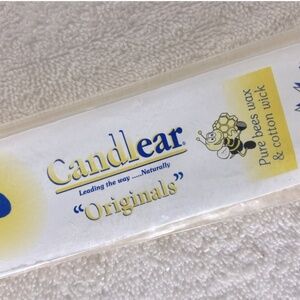 Candlear®
Leading the way .....Naturally
"Originals"
Pure bees wax
& cotton wick